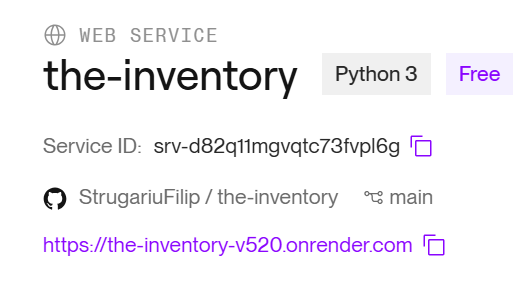 WEB SERVICE
the-inventory Python 3 Free
Service ID: srv-d82q11mgvqtc73fvpl6g
StrugariuFilip / the-inventory main
https://the-inventory-v520.onrender.com